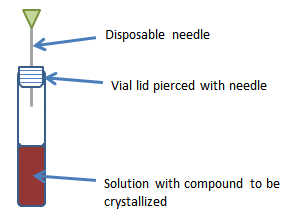 Disposable needle
Vial lid pierced with needle
Solution with compound to be
crystallized